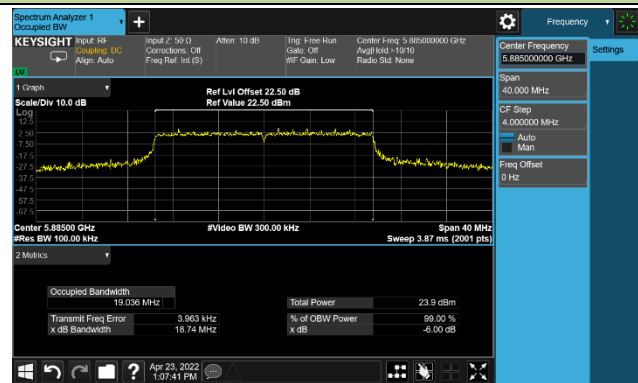 Spectrum Analyzer 1
Occupied BW
Frequency
KEYSIGHT Input: RF Input Z: 50 Ω Atten: 10 dB Trig: Free Run Center Freq: 5.885000000 GHz
Coupling: DC Corrections: Off Gate: Off Avg|Hold:>10/10
Align: Auto Freq Ref: Int (S) #IF Gain: Low Radio Std: None
Center Frequency
5.885000000 GHz
Settings
Span
40.000 MHz
CF Step
4.000000 MHz
Auto
Man
Freq Offset
0 Hz
1 Graph
Ref Lvl Offset 22.50 dB
Scale/Div 10.0 dB Ref Value 22.50 dBm
Log
12.5
2.50
-7.50
-17.5
-27.5
-37.5
-47.5
-57.5
-67.5
Center 5.88500 GHz #Video BW 300.00 kHz Span 40 MHz
#Res BW 100.00 kHz Sweep 3.87 ms (2001 pts)
2 Metrics
Occupied Bandwidth
19.036 MHz Total Power 23.9 dBm
Transmit Freq Error 3.963 kHz % of OBW Power 99.00 %
x dB Bandwidth 18.74 MHz x dB -6.00 dB
Apr 23, 2022
1:07:41 PM